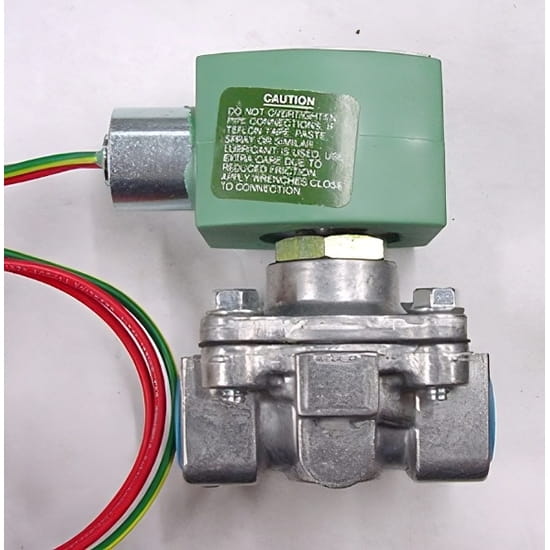 CAUTION
DO NOT OVERTIGHTEN
PIPE CONNECTIONS. IF
TEFLON TAPE, PASTE,
SPRAY OR SIMILAR
LUBRICANT IS USED, USE
EXTRA CARE DUE TO
REDUCED FRICTION.
APPLY WRENCHES CLOSE
TO CONNECTION.